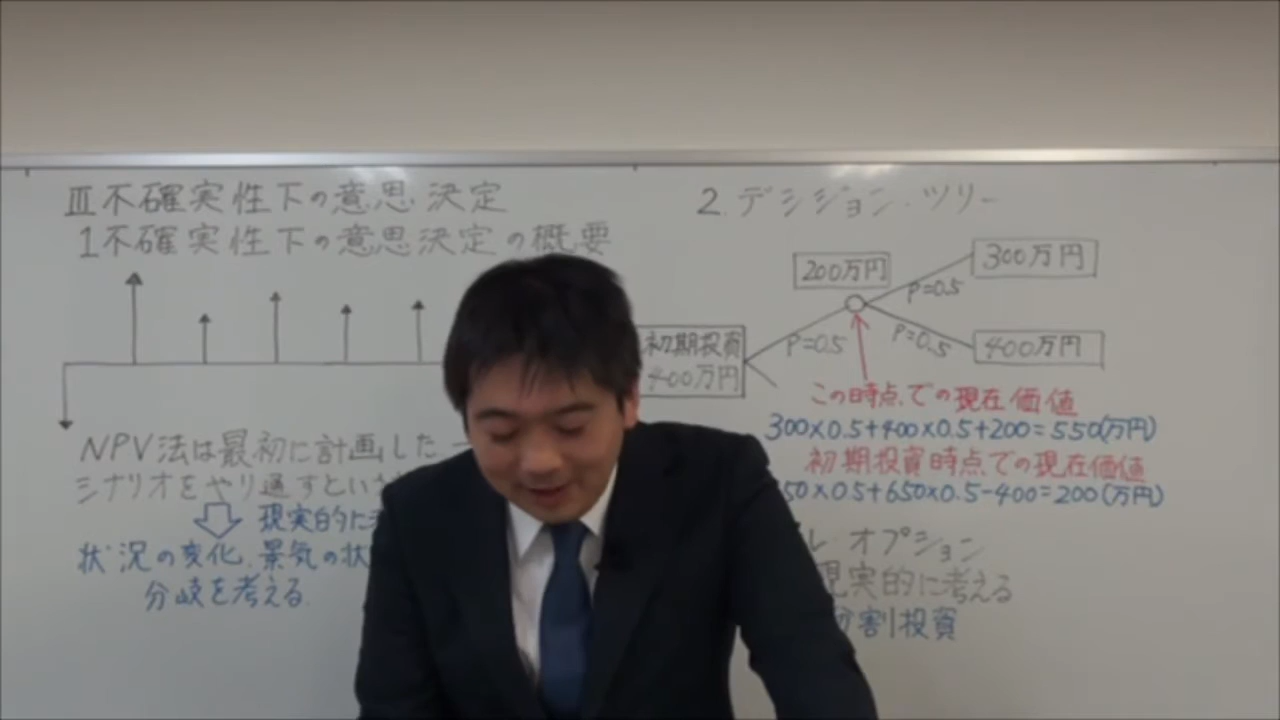 Ⅲ不確実性下の意思決定
1不確実性下の意思決定の概要
NPV法は最初に計画した一
シナリオをやり通すとい
現実的に
状況の変化、景気の状
分岐を考える
2.デシジョン・ツリー
200万円
300万円
P=0.5
初期投資
400万円
P=0.5
P=0.5
400万円
この時点での現在価値
300×0.5+400×0.5+200=550(万円)
初期投資時点での現在価値
50×0.5+650×0.5-400=200(万円)
ル・オプション
現実的に考える
分割投資